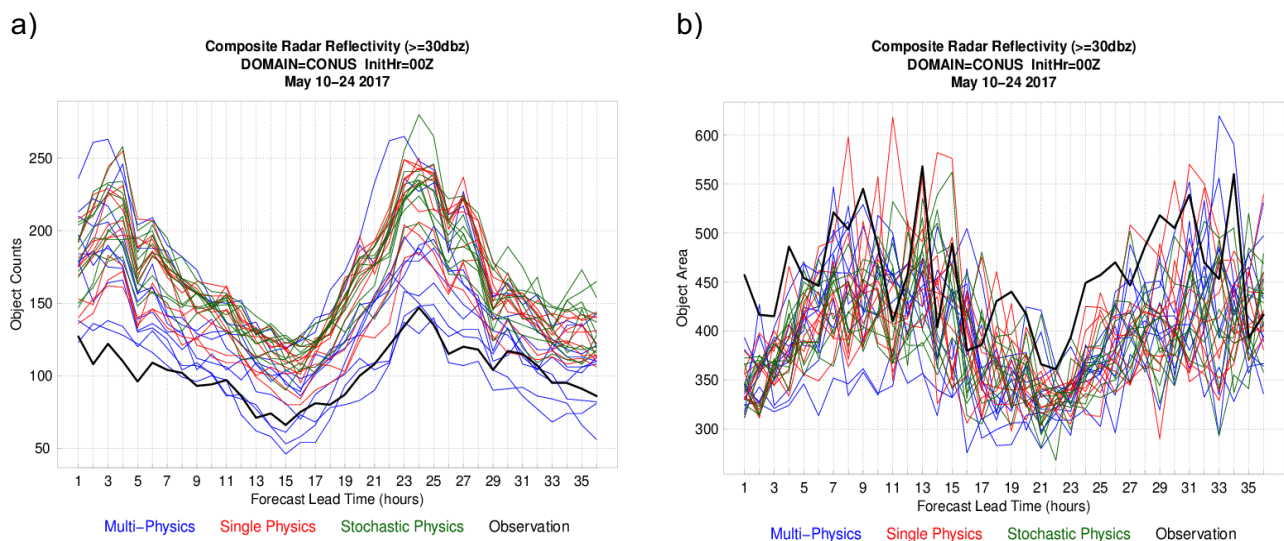 a)
Composite Radar Reflectivity (>=30dbz)
DOMAIN=CONUS InitHr=00Z
May 10-24 2017
Object Counts
250
200
150
100
50
1 3 5 7 9 11 13 15 17 19 21 23 25 27 29 31 33 35
Forecast Lead Time (hours)
Multi-Physics Single Physics Stochastic Physics Observation
b)
Composite Radar Reflectivity (>=30dbz)
DOMAIN=CONUS InitHr=00Z
May 10-24 2017
Object Area
600
550
500
450
400
350
300
1 3 5 7 9 11 13 15 17 19 21 23 25 27 29 31 33 35
Forecast Lead Time (hours)
Multi-Physics Single Physics Stochastic Physics Observation